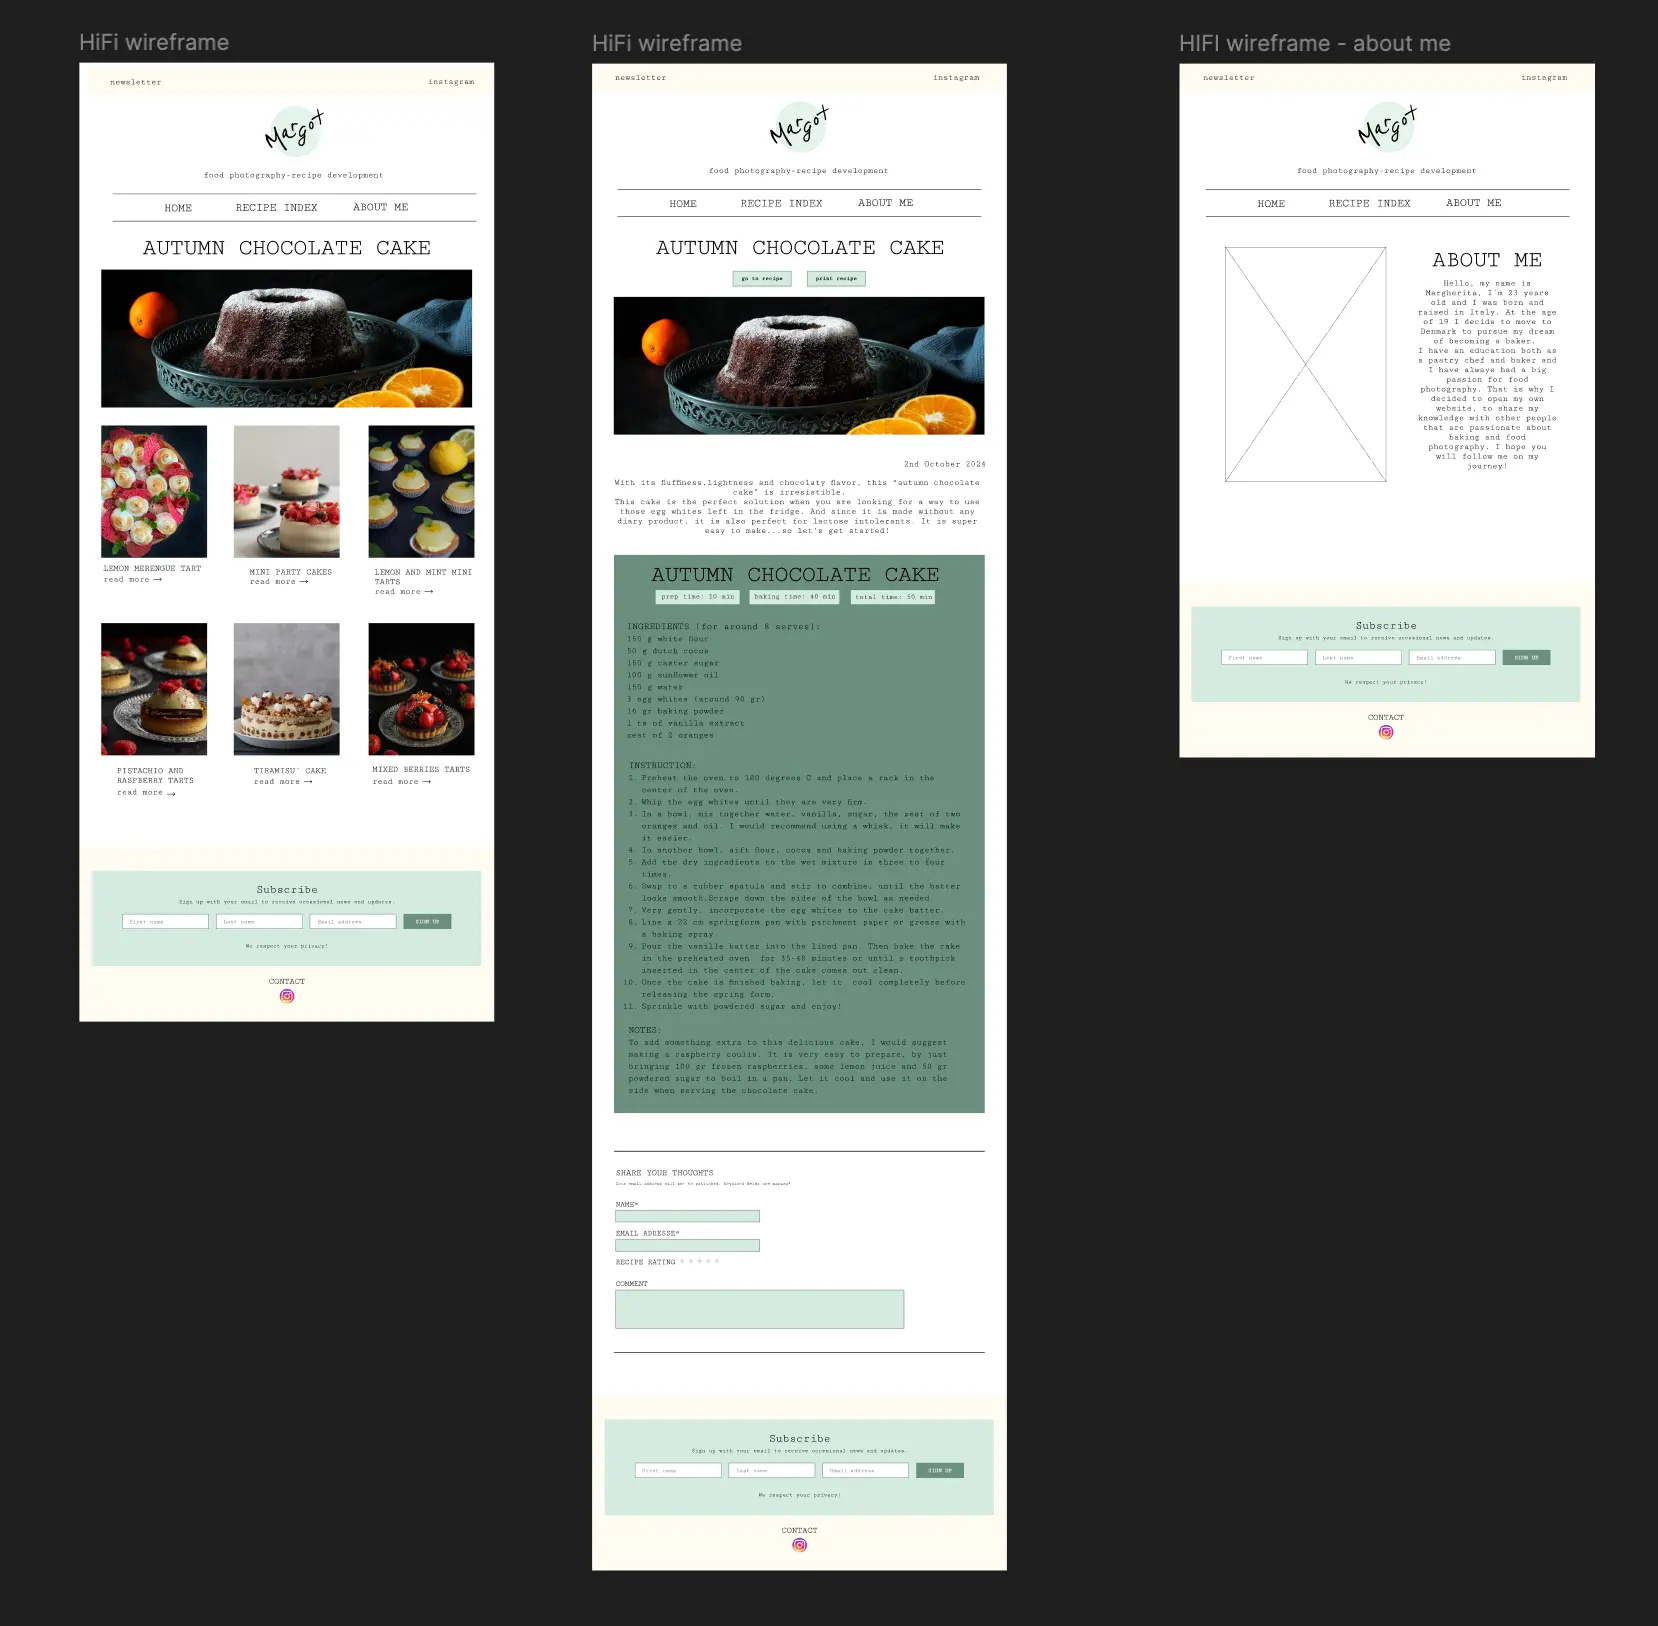 HiFi wireframe
newsletter
instagram
Margot
food photography-recipe development
HOME
RECIPE INDEX
ABOUT ME
AUTUMN CHOCOLATE CAKE
LEMON MERENGUE TART
read more →
MINI PARTY CAKES
read more →
LEMON AND MINT MINI
TARTS
read more →
PISTACHIO AND
RASPBERRY TARTS
read more →
TIRAMISU' CAKE
read more →
MIXED BERRIES TARTS
read more →
Subscribe
Sign up with your email to receive occasional news and updates.
First name
Last name
Email address
SIGN UP
We respect your privacy!
CONTACT
HiFi wireframe
newsletter
instagram
Margot
food photography-recipe development
HOME
RECIPE INDEX
ABOUT ME
AUTUMN CHOCOLATE CAKE
go to recipe
print recipe
2nd October 2024
With its fluffiness,lightness and chocolaty flavor, this "autumn chocolate
cake" is irresistible.
This cake is the perfect solution when you are looking for a way to use
those egg whites left in the fridge. And since it is made without any
diary product, it is also perfect for lactose intolerants. It is super
easy to make...so let's get started!
AUTUMN CHOCOLATE CAKE
prep time: 10 min
baking time: 40 min
total time: 50 min
INGREDIENTS (for around 8 serves):
150 g white flour
50 g dutch cocoa
150 g caster sugar
100 g sunflower oil
150 g water
3 egg whites (around 90 gr)
16 gr baking powder
1 ts of vanilla extract
zest of 2 oranges
INSTRUCTION:
1. Preheat the oven to 180 degrees C and place a rack in the
center of the oven.
2. Whip the egg whites until they are very firm.
3. In a bowl, mix together water, vanilla, sugar, the zest of two
oranges and oil. I would recommend using a whisk, it will make
it easier.
4. In another bowl, sift flour, cocoa and baking powder together.
5. Add the dry ingredients to the wet mixture in three to four
times.
6. Swap to a rubber spatula and stir to combine, until the batter
looks smooth.Scrape down the sides of the bowl as needed.
7. Very gently, incorporate the egg whites to the cake batter.
8. Line a 22 cm springform pan with parchment paper or grease with
a baking spray
9. Pour the vanilla batter into the lined pan. Then bake the cake
in the preheated oven for 35-40 minutes or until a toothpick
inserted in the center of the cake comes out clean.
10. Once the cake is finished baking, let it cool completely before
releasing the spring form.
11. Sprinkle with powdered sugar and enjoy!
NOTES:
To add something extra to this delicious cake, I would suggest
making a raspberry coulis. It is very easy to prepare, by just
bringing 100 gr frozen raspberries, some lemon juice and 50 gr
powdered sugar to boil in a pan. Let it cool and use it on the
side when serving the chocolate cake.
SHARE YOUR THOUGHTS
Your email address will not be published. Required fields are marked*
NAME*
EMAIL ADRESSE*
RECIPE RATING
COMMENT
Subscribe
Sign up with your email to receive occasional news and updates.
First name
Last name
Email address
SIGN UP
We respect your privacy!
CONTACT
HIFI wireframe - about me
newsletter
instagram
Margot
food photography-recipe development
HOME
RECIPE INDEX
ABOUT ME
ABOUT ME
Hello, my name is
Margherita, I'm 23 years
old and I was born and
raised in Italy. At the age
of 19 I decide to move to
Denmark to pursue my dream
of becoming a baker.
I have an education both as
a pastry chef and baker and
I have always had a big
passion for food
photography. That is why I
decided to open my own
website, to share my
knowledge with other people
that are passionate about
baking and food
photography. I hope you
will follow me on my
journey!
Subscribe
Sign up with your email to receive occasional news and updates.
First name
Last name
Email address
SIGN UP
We respect your privacy!
CONTACT